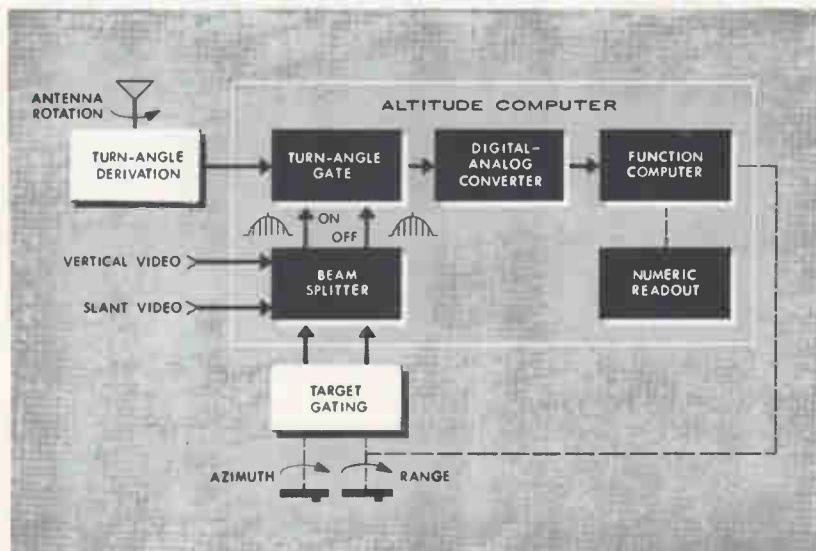 ANTENNA
ROTATION
ALTITUDE COMPUTER
TURN-ANGLE
DERIVATION
TURN-ANGLE
GATE
DIGITAL-
ANALOG
CONVERTER
FUNCTION
COMPUTER
ON
OFF
VERTICAL VIDEO
SLANT VIDEO
BEAM
SPLITTER
NUMERIC
READOUT
TARGET
GATING
AZIMUTH
RANGE